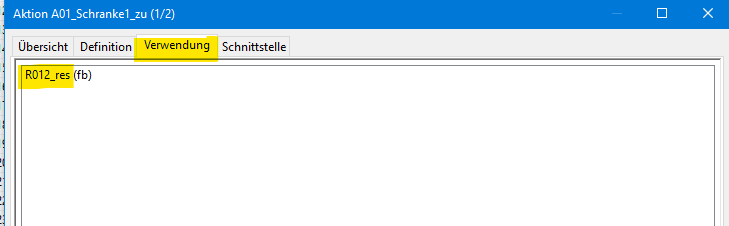 Aktion A01_Schranke1_zu (1/2)
Übersicht Definition Verwendung Schnittstelle
R012_res (fb)